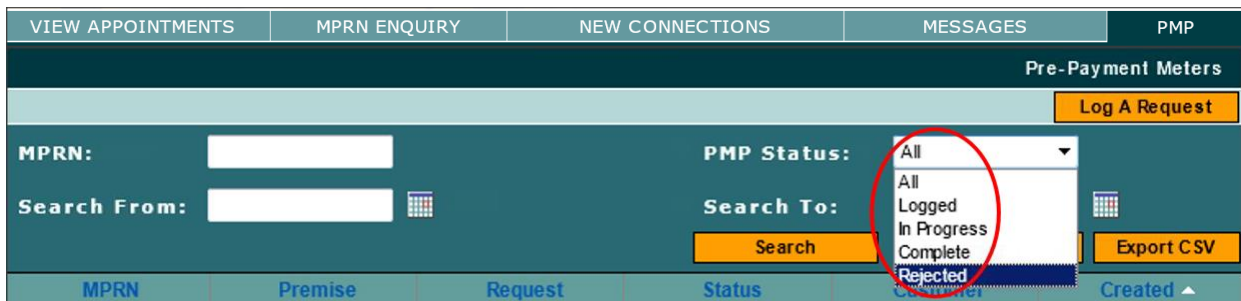 VIEW APPOINTMENTS MPRN ENQUIRY NEW CONNECTIONS MESSAGES PMP
Pre-Payment Meters
Log A Request
MPRN: PMP Status: All
All
Search From: Search To: Logged
In Progress
Search Complete Export CSV
Rejected
MPRN Premise Request Status Customer Created